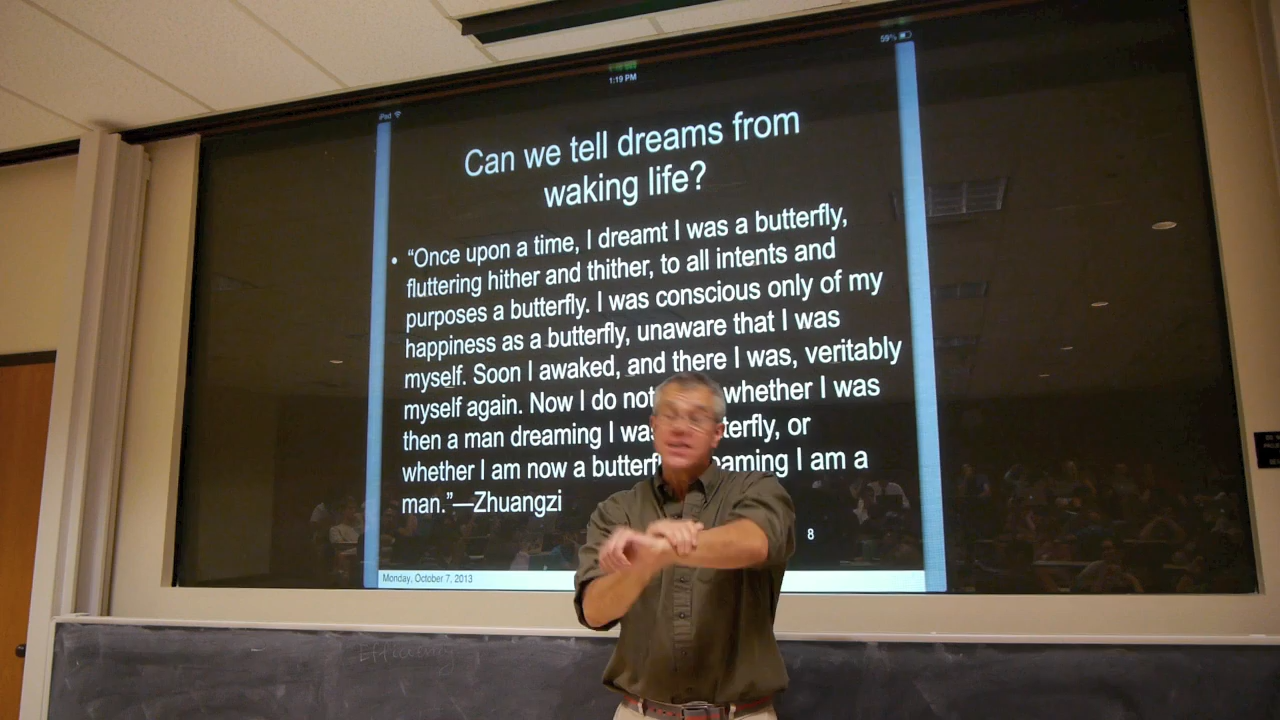 59%
1:19 PM
iPad
Can we tell dreams from
waking life?
• “Once upon a time, I dreamt I was a butterfly,
fluttering hither and thither, to all intents and
purposes a butterfly. I was conscious only of my
happiness as a butterfly, unaware that I was
myself. Soon I awaked, and there I was, veritably
myself again. Now I do not whether I was
then a man dreaming I was terfly, or
whether I am now a butterf aming I am a
man.”—Zhuangzi
8
Monday, October 7, 2013
Efficiency